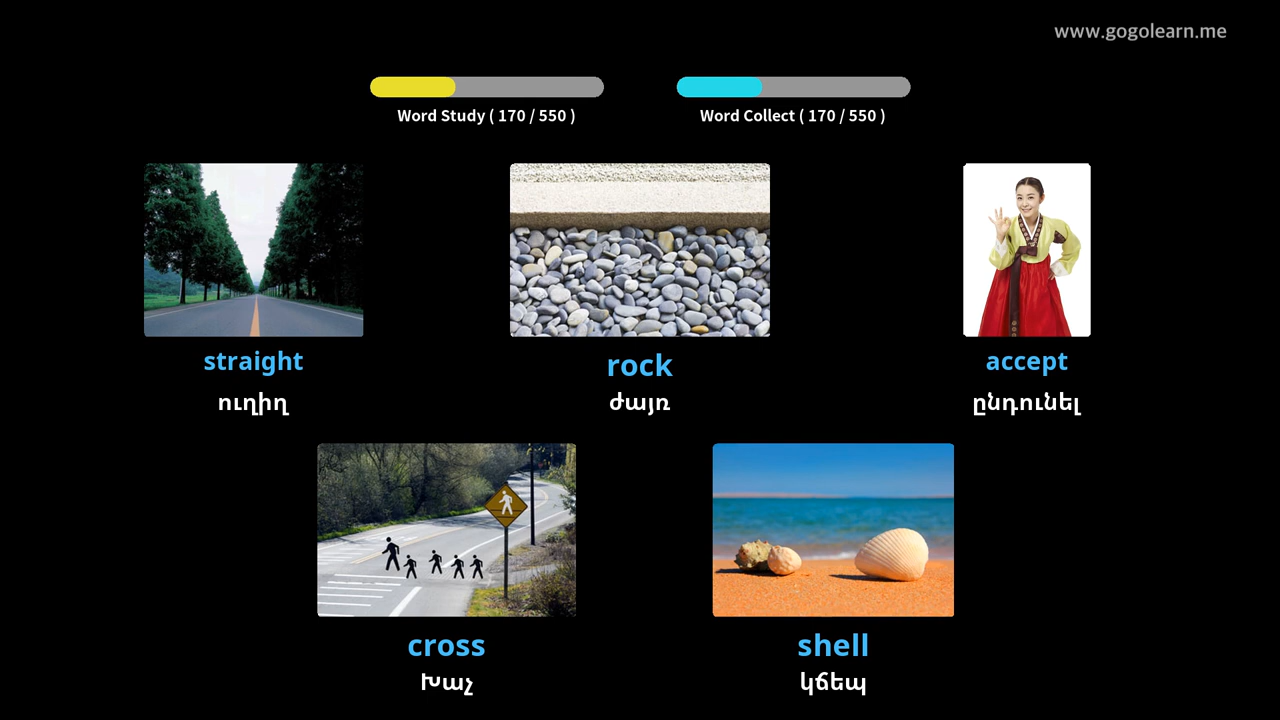 www.gogolearn.me
Word Study ( 170 / 550 )
Word Collect ( 170 / 550 )
straight
rock
accept
ուղիղ
ժայռ
ընդունել
cross
shell
Խաչ
կճեպ